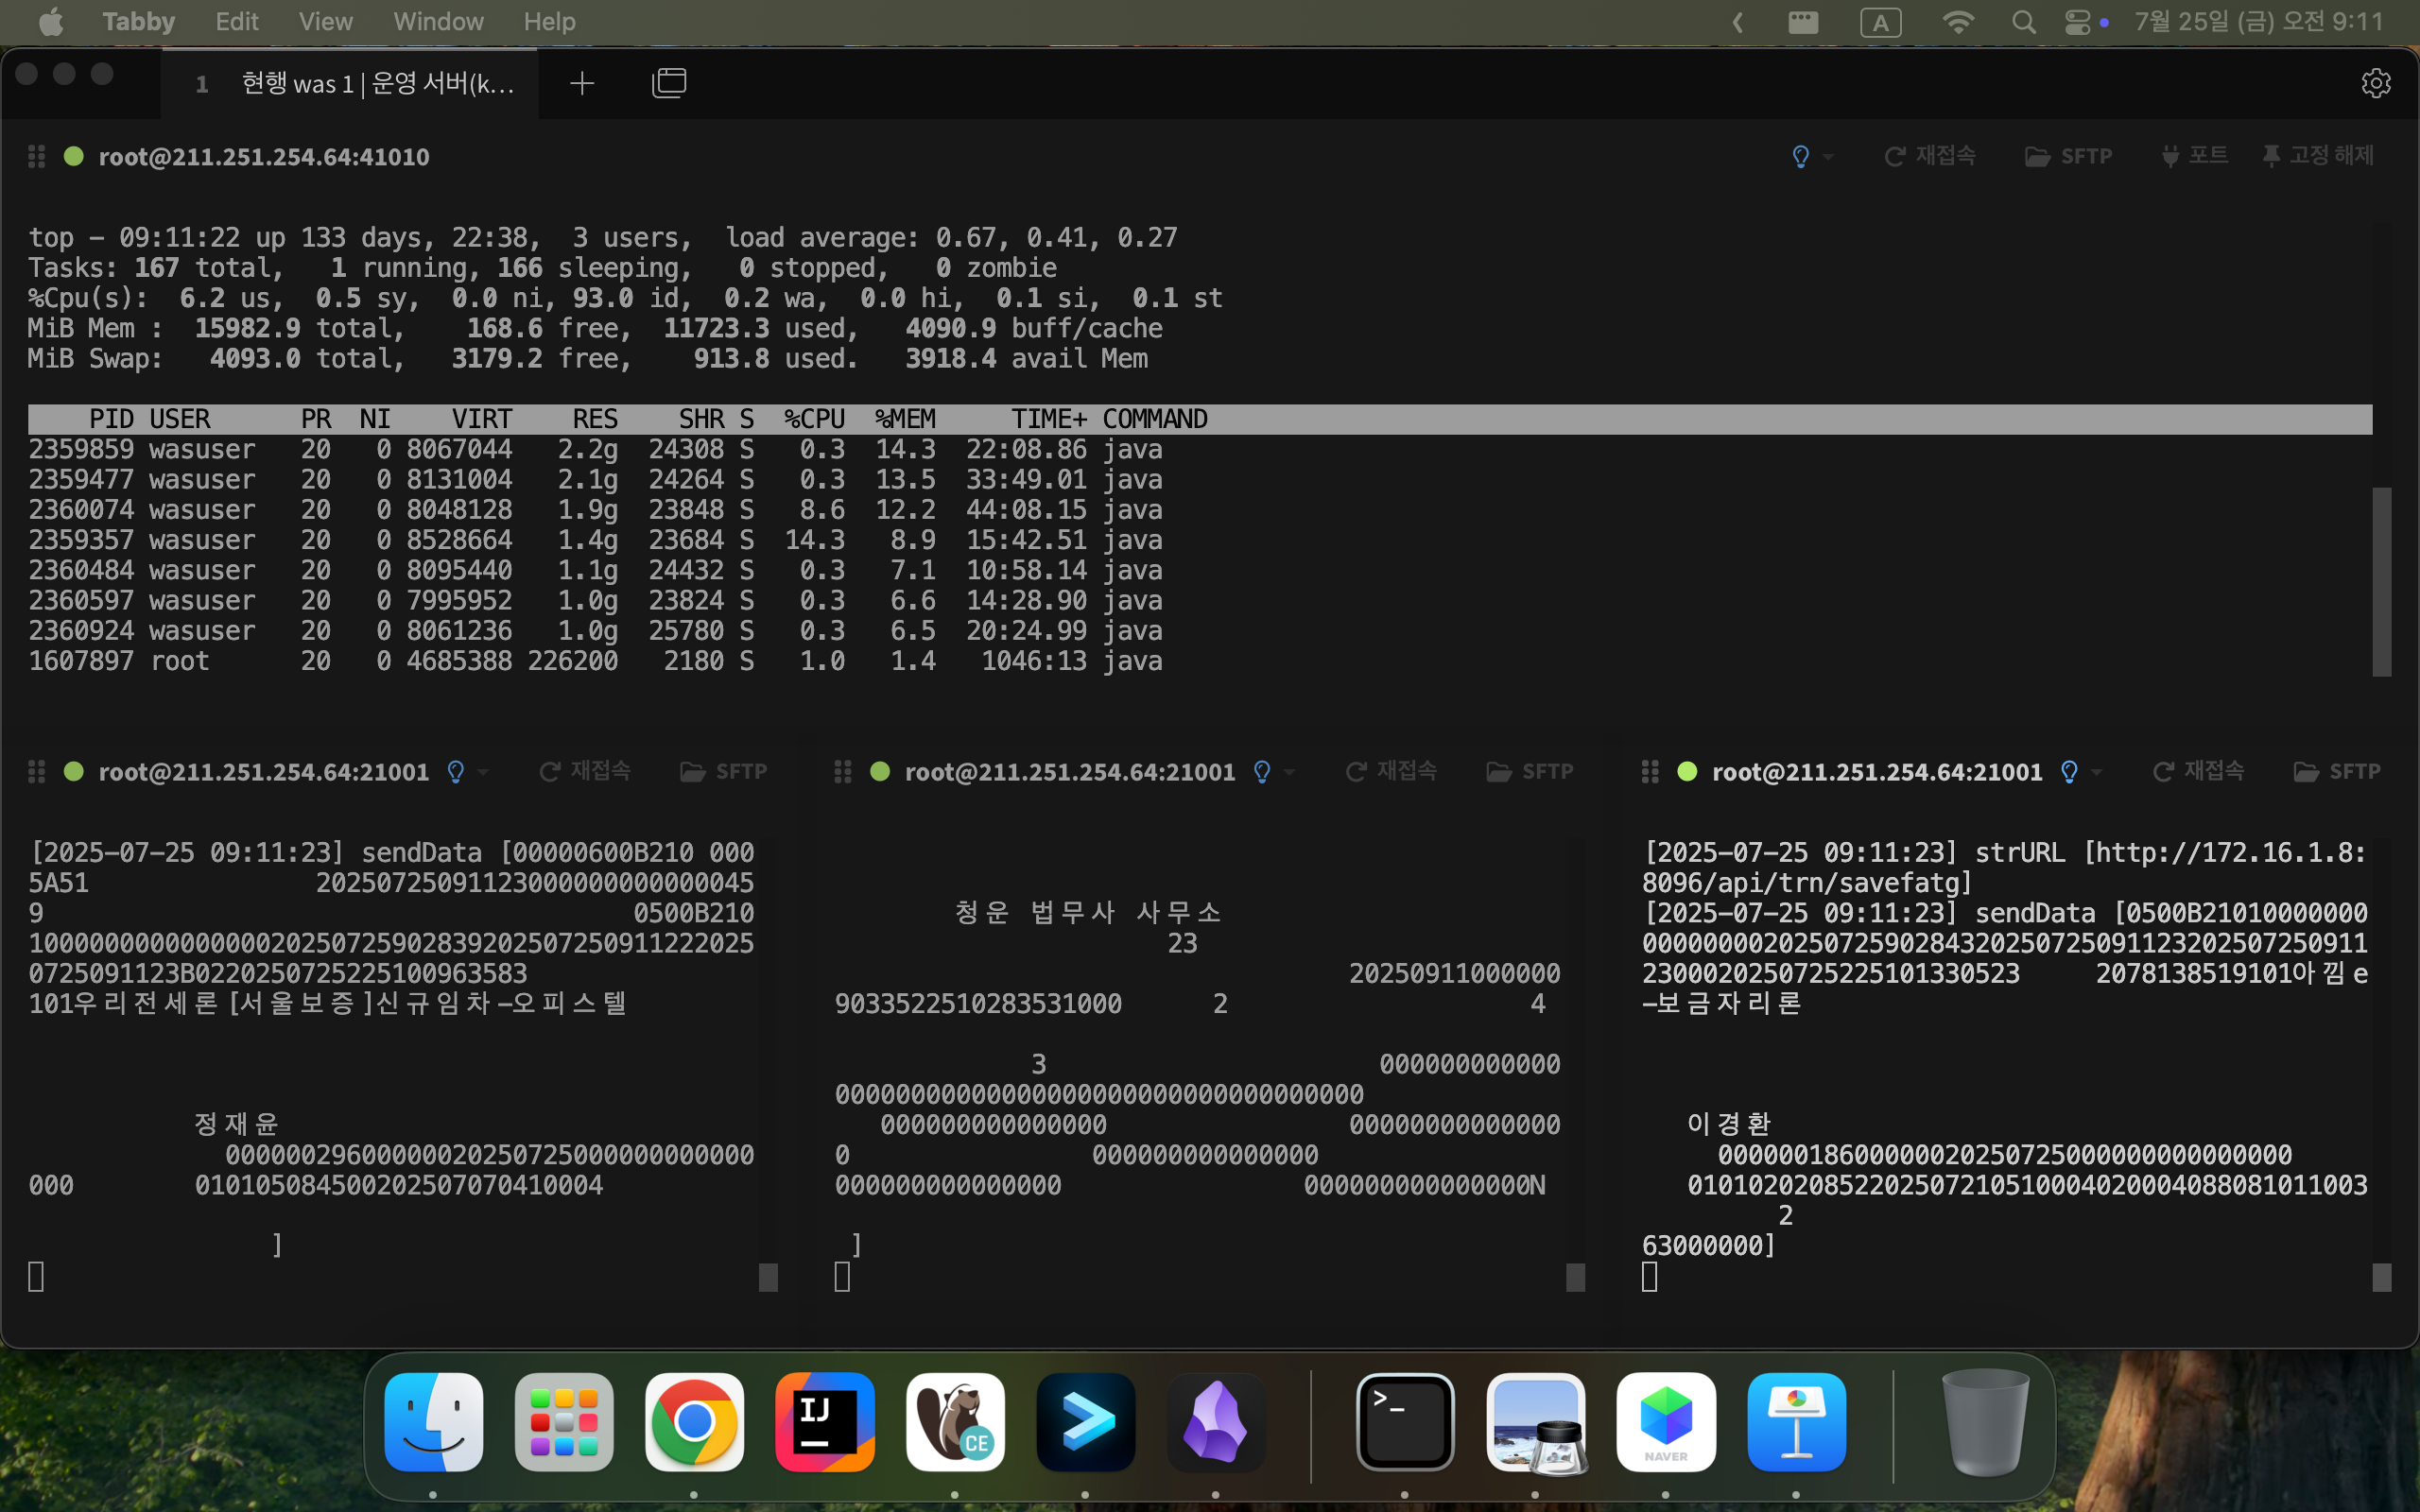 Tabby Edit View Window Help
A 7월 25일 (금) 오전 9:11
1 현행 was 1 | 운영 서버(k...
root@211.251.254.64:41010 재접속 SFTP 포트 고정 해제
top - 09:11:22 up 133 days, 22:38, 3 users, load average: 0.67, 0.41, 0.27
Tasks: 167 total, 1 running, 166 sleeping, 0 stopped, 0 zombie
%Cpu(s): 6.2 us, 0.5 sy, 0.0 ni, 93.0 id, 0.2 wa, 0.0 hi, 0.1 si, 0.1 st
MiB Mem : 15982.9 total, 168.6 free, 11723.3 used, 4090.9 buff/cache
MiB Swap: 4093.0 total, 3179.2 free, 913.8 used. 3918.4 avail Mem
PID USER PR NI VIRT RES SHR S %CPU %MEM TIME+ COMMAND
2359859 wasuser 20 0 8067044 2.2g 24308 S 0.3 14.3 22:08.86 java
2359477 wasuser 20 0 8131004 2.1g 24264 S 0.3 13.5 33:49.01 java
2360074 wasuser 20 0 8048128 1.9g 23848 S 8.6 12.2 44:08.15 java
2359357 wasuser 20 0 8528664 1.4g 23684 S 14.3 8.9 15:42.51 java
2360484 wasuser 20 0 8095440 1.1g 24432 S 0.3 7.1 10:58.14 java
2360597 wasuser 20 0 7995952 1.0g 23824 S 0.3 6.6 14:28.90 java
2360924 wasuser 20 0 8061236 1.0g 25780 S 0.3 6.5 20:24.99 java
1607897 root 20 0 4685388 226200 2180 S 1.0 1.4 1046:13 java
root@211.251.254.64:21001 재접속 SFTP
[2025-07-25 09:11:23] sendData [00000600B210 000
5A51 20250725091123000000000000045
9 0500B210
100000000000000002025072590283920250725091122025
0725091123B0220250725225100963583
101우리전세론[서울보증]신규임차-오피스텔
정재윤
00000029600000020250725000000000000
000 010105084500202507070410004
]
root@211.251.254.64:21001 재접속 SFTP
청운 법무사 사무소
23
20250911000000
9033522510283531000 2 4
3 000000000000
00000000000000000000000000000000000
000000000000000 00000000000000
0 000000000000000
000000000000000 000000000000000N
]
root@211.251.254.64:21001 재접속 SFTP
[2025-07-25 09:11:23] strURL [http://172.16.1.8:
8096/api/trn/savefatg]
[2025-07-25 09:11:23] sendData [0500B21010000000
0000000002025072590284320250725091123202507250911
2300020250725225101330523 2078138519101아낌e
-보금자리론
이경환
00000018600000020250725000000000000000
010102020852202507210510004020004088081011003
2
63000000]
IJ
CE
>_
NAVER